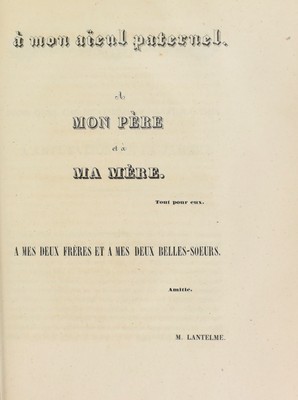 à mon aïeul paternel.
A
MON PÈRE
et à
MA MÈRE.
Tout pour eux.
A MES DEUX FRÈRES ET A MES DEUX BELLES-SOEURS.
Amitie.
M. LANTELME.